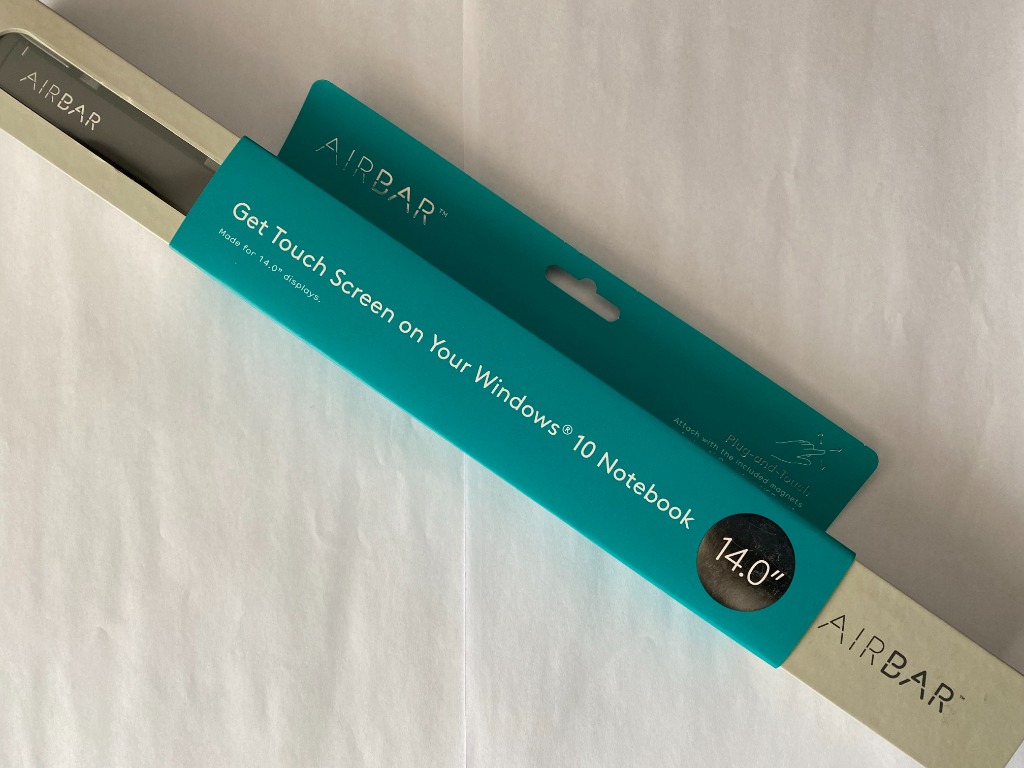 AIRBAR
AIRBAR™
Get Touch Screen on Your Windows® 10 Notebook
Made for 14.0" displays.
Plug-and-Touch
Attach with the included magnets
14.0"
AIRBAR™